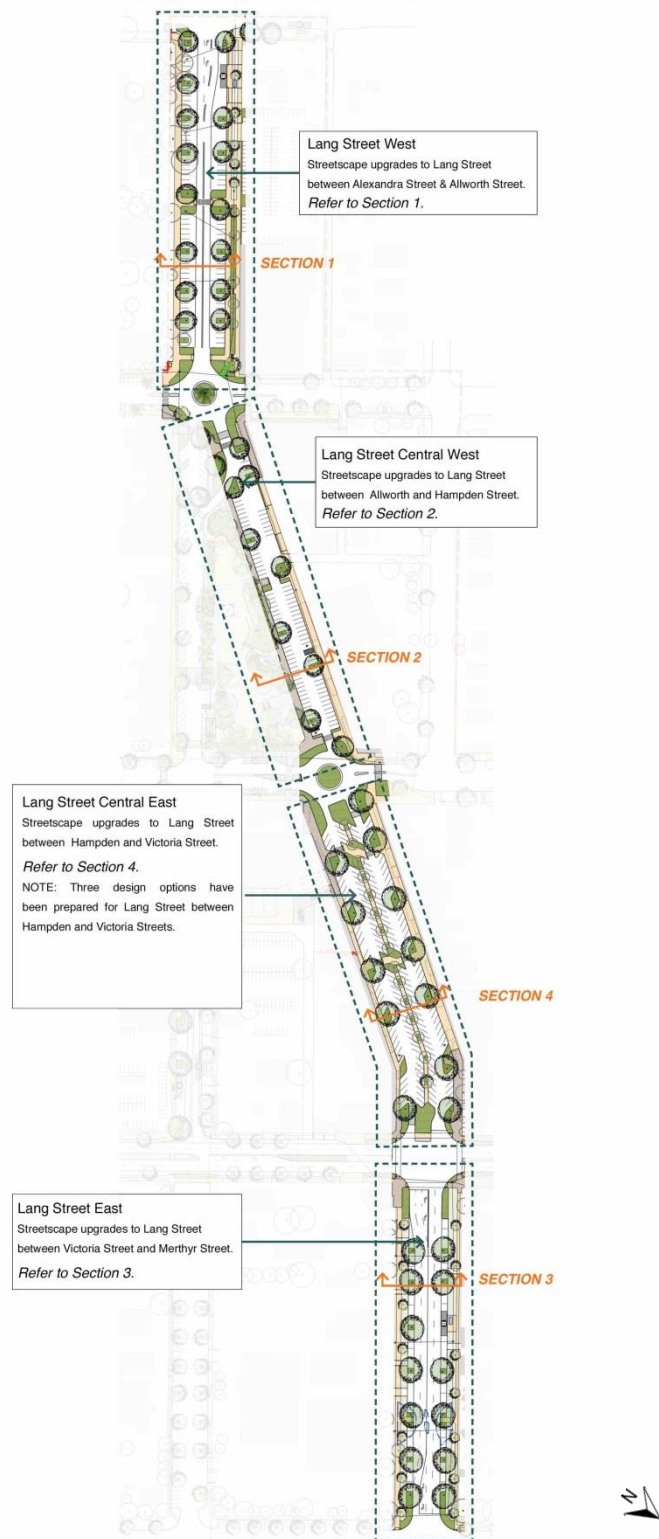 Lang Street West
Streetscape upgrades to Lang Street
between Alexandra Street & Allworth Street.
Refer to Section 1.
SECTION 1
Lang Street Central West
Streetscape upgrades to Lang Street
between Allworth and Hampden Street.
Refer to Section 2.
SECTION 2
Lang Street Central East
Streetscape upgrades to Lang Street
between Hampden and Victoria Street.
Refer to Section 4.
NOTE: Three design options have
been prepared for Lang Street between
Hampden and Victoria Streets.
SECTION 4
Lang Street East
Streetscape upgrades to Lang Street
between Victoria Street and Merthyr Street.
Refer to Section 3.
SECTION 3
N